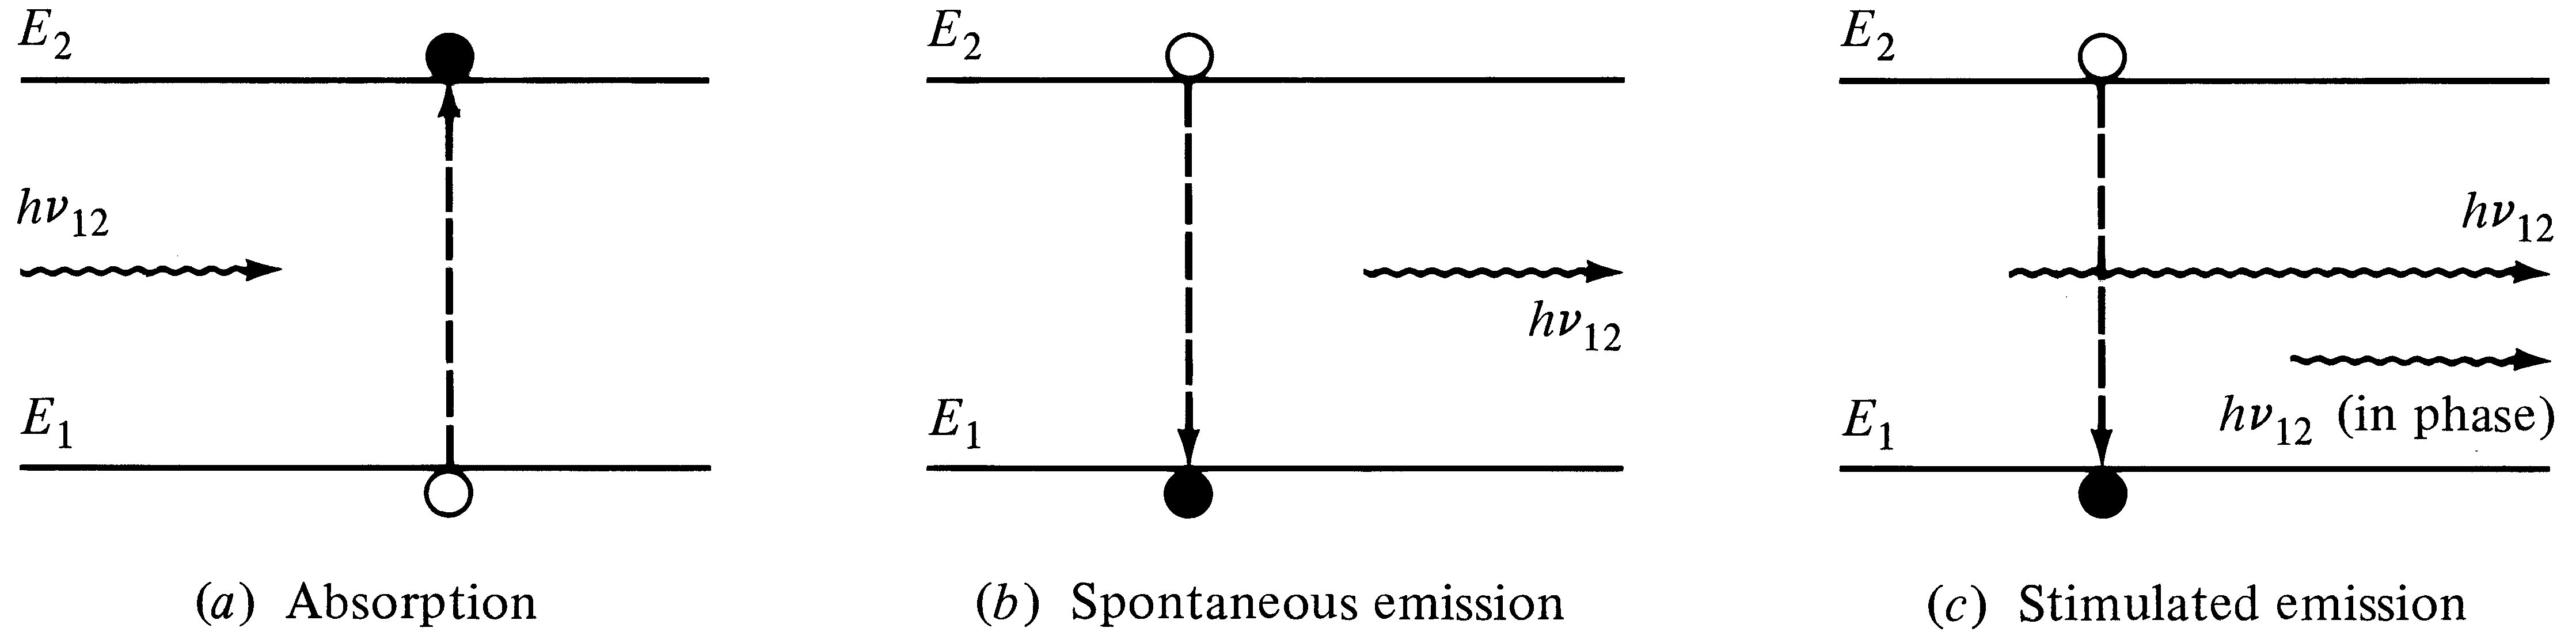 E₂
hν₁₂
E₁
(a) Absorption
E₂
hν₁₂
E₁
(b) Spontaneous emission
E₂
hν₁₂
E₁
hν₁₂ (in phase)
(c) Stimulated emission